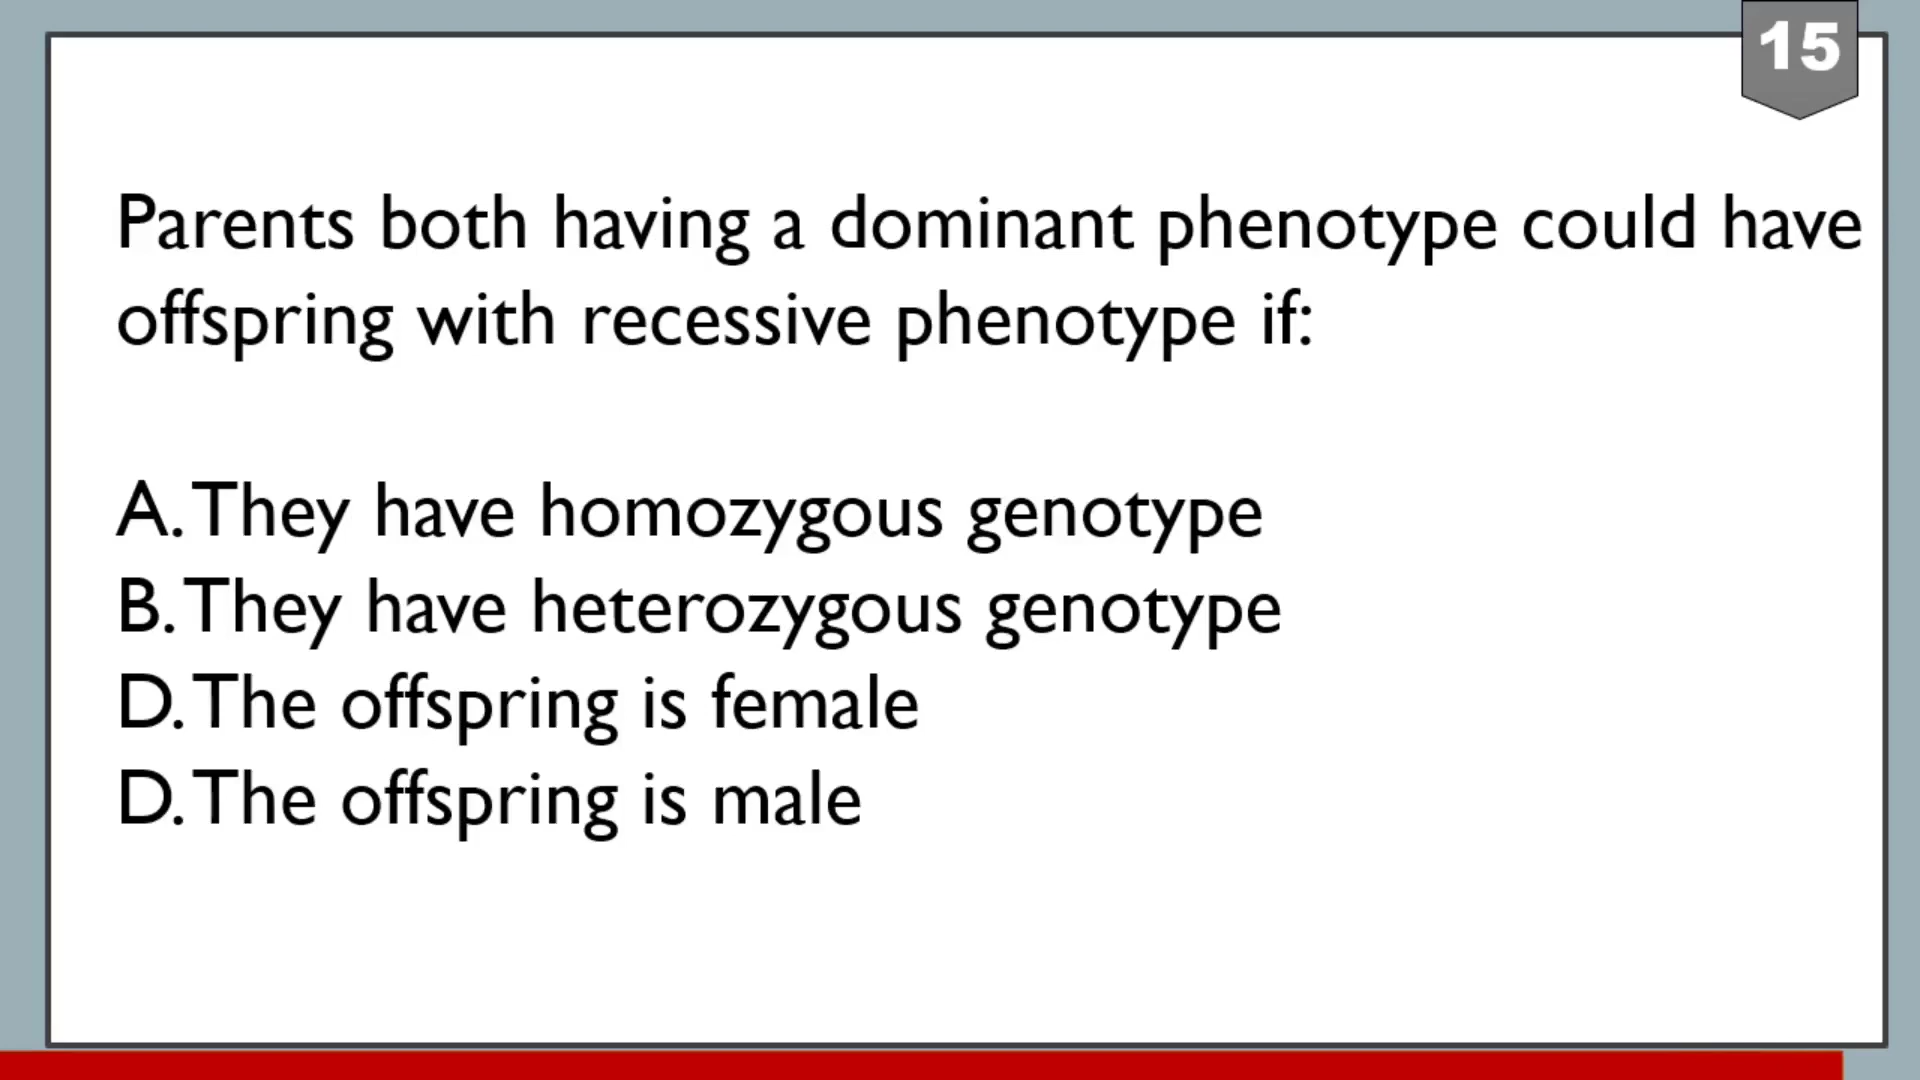 15
Parents both having a dominant phenotype could have
offspring with recessive phenotype if:
A. They have homozygous genotype
B. They have heterozygous genotype
D. The offspring is female
D. The offspring is male